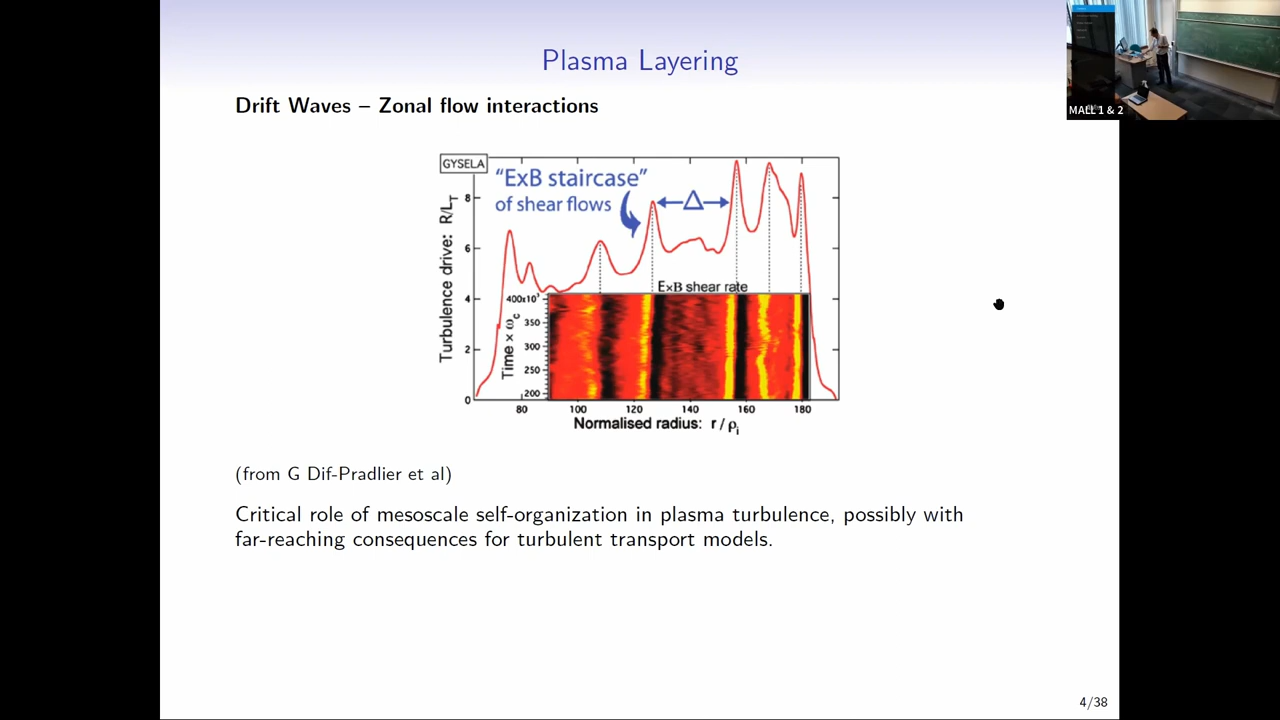 Plasma Layering
Drift Waves – Zonal flow interactions
GYSELA
"ExB staircase"
of shear flows
Δ
Turbulence drive: R/L_T
8
6
4
2
0
ExB shear rate
Time × ω_c
400x10³
350
300
250
200
80 100 120 140 160 180
Normalised radius: r / ρ_i
(from G Dif-Pradlier et al)
Critical role of mesoscale self-organization in plasma turbulence, possibly with
far-reaching consequences for turbulent transport models.
4/38
MALL 1 & 2